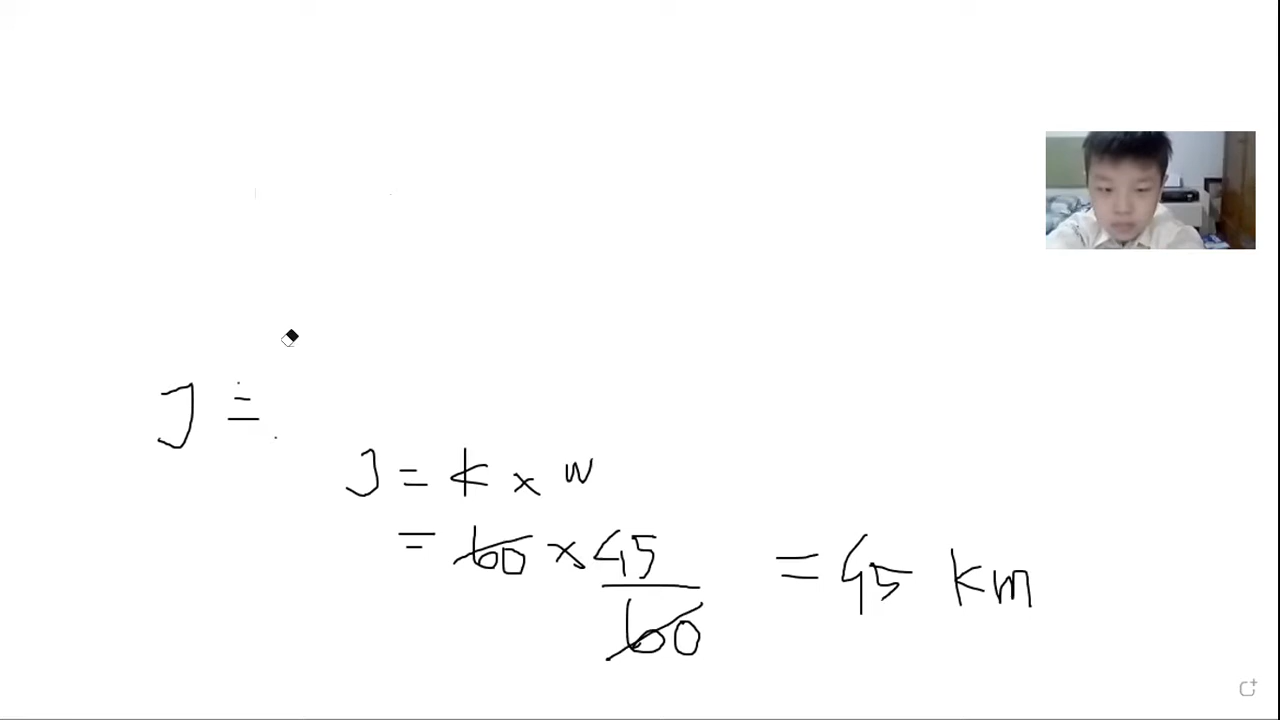 J =
J = K x W
= 60 x 45/60 = 45 km